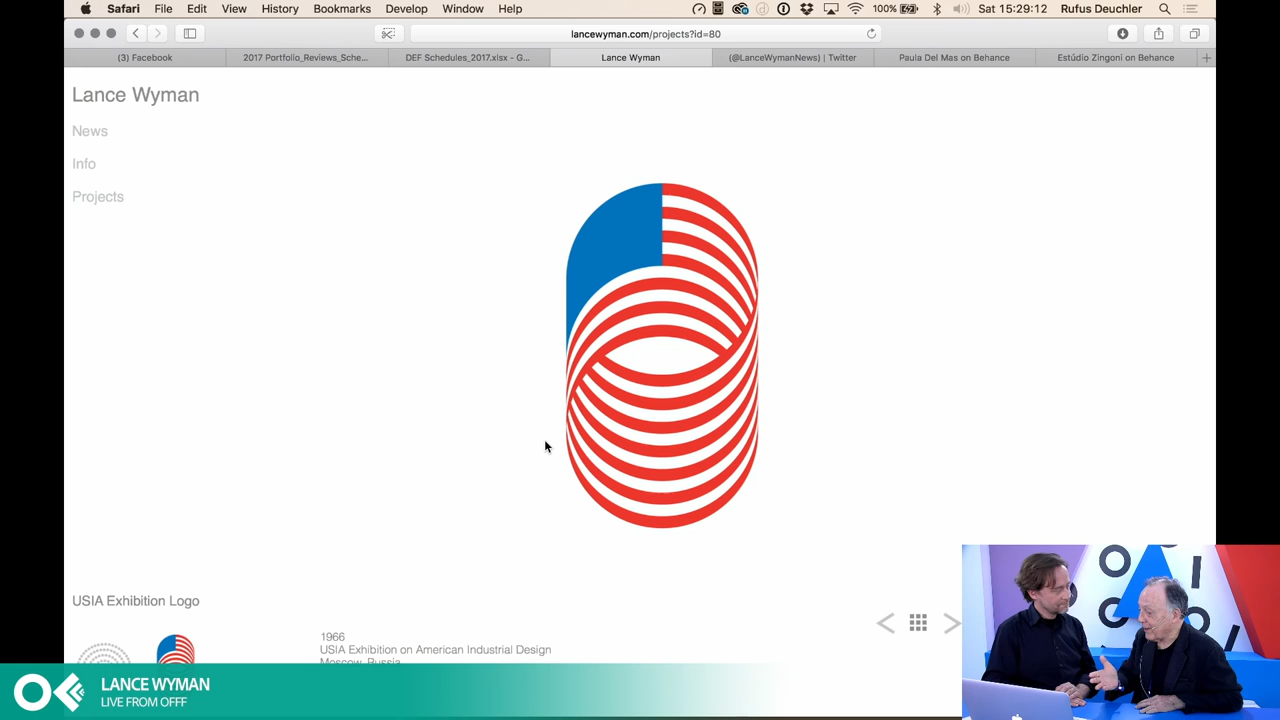 Safari File Edit View History Bookmarks Develop Window Help 100% Sat 15:29:12 Rufus Deuchler
lancewyman.com/projects?id=80
(3) Facebook 2017 Portfolio_Reviews_Sche... DEF Schedules_2017.xlsx - G... Lance Wyman (@LanceWymanNews) | Twitter Paula Del Mas on Behance Estúdio Zingoni on Behance
Lance Wyman
News
Info
Projects
USIA Exhibition Logo
1966
USIA Exhibition on American Industrial Design
Moscow, Russia
LANCE WYMAN
LIVE FROM OFFF